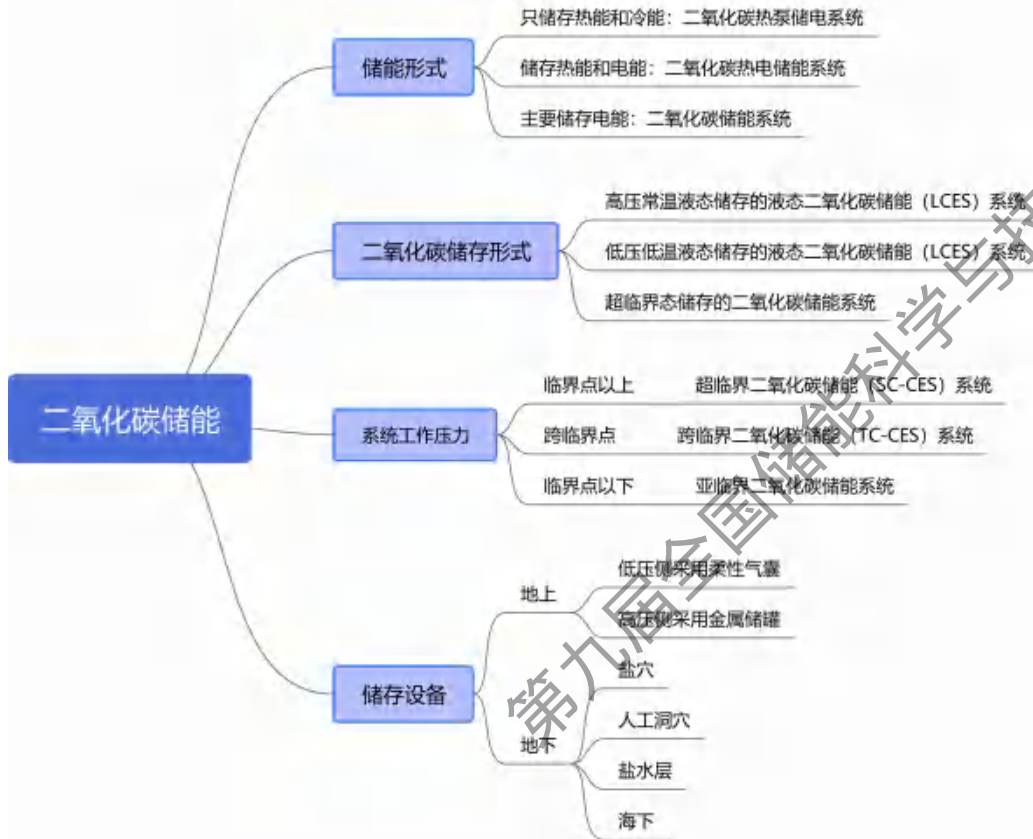 二氧化碳储能
储能形式
只储存热能和冷能：二氧化碳热泵储电系统
储存热能和电能：二氧化碳热电储能系统
主要储存电能：二氧化碳储能系统
二氧化碳储存形式
高压常温液态储存的液态二氧化碳储能（LCES）系统
低压低温液态储存的液态二氧化碳储能（LCES）系统
超临界态储存的二氧化碳储能系统
系统工作压力
临界点以上 超临界二氧化碳储能（SC-CES）系统
跨临界点 跨临界二氧化碳储能（TC-CES）系统
临界点以下 亚临界二氧化碳储能系统
储存设备
地上
低压侧采用柔性气囊
高压侧采用金属储罐
地下
盐穴
人工洞穴
盐水层
海下
第九届全国储能科学与技